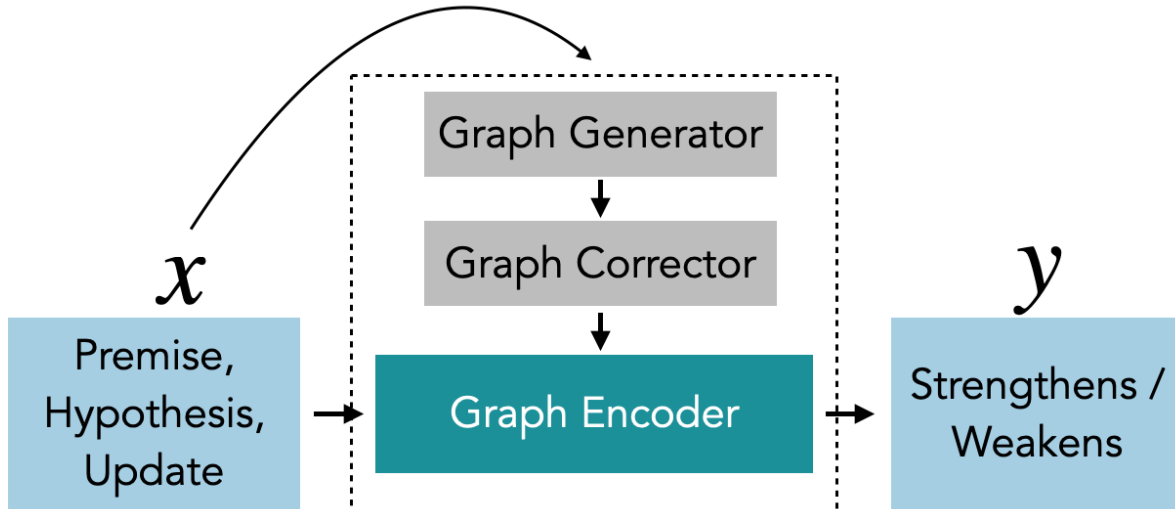 Graph Generator
Graph Corrector
x
Premise,
Hypothesis,
Update
Graph Encoder
y
Strengthens /
Weakens